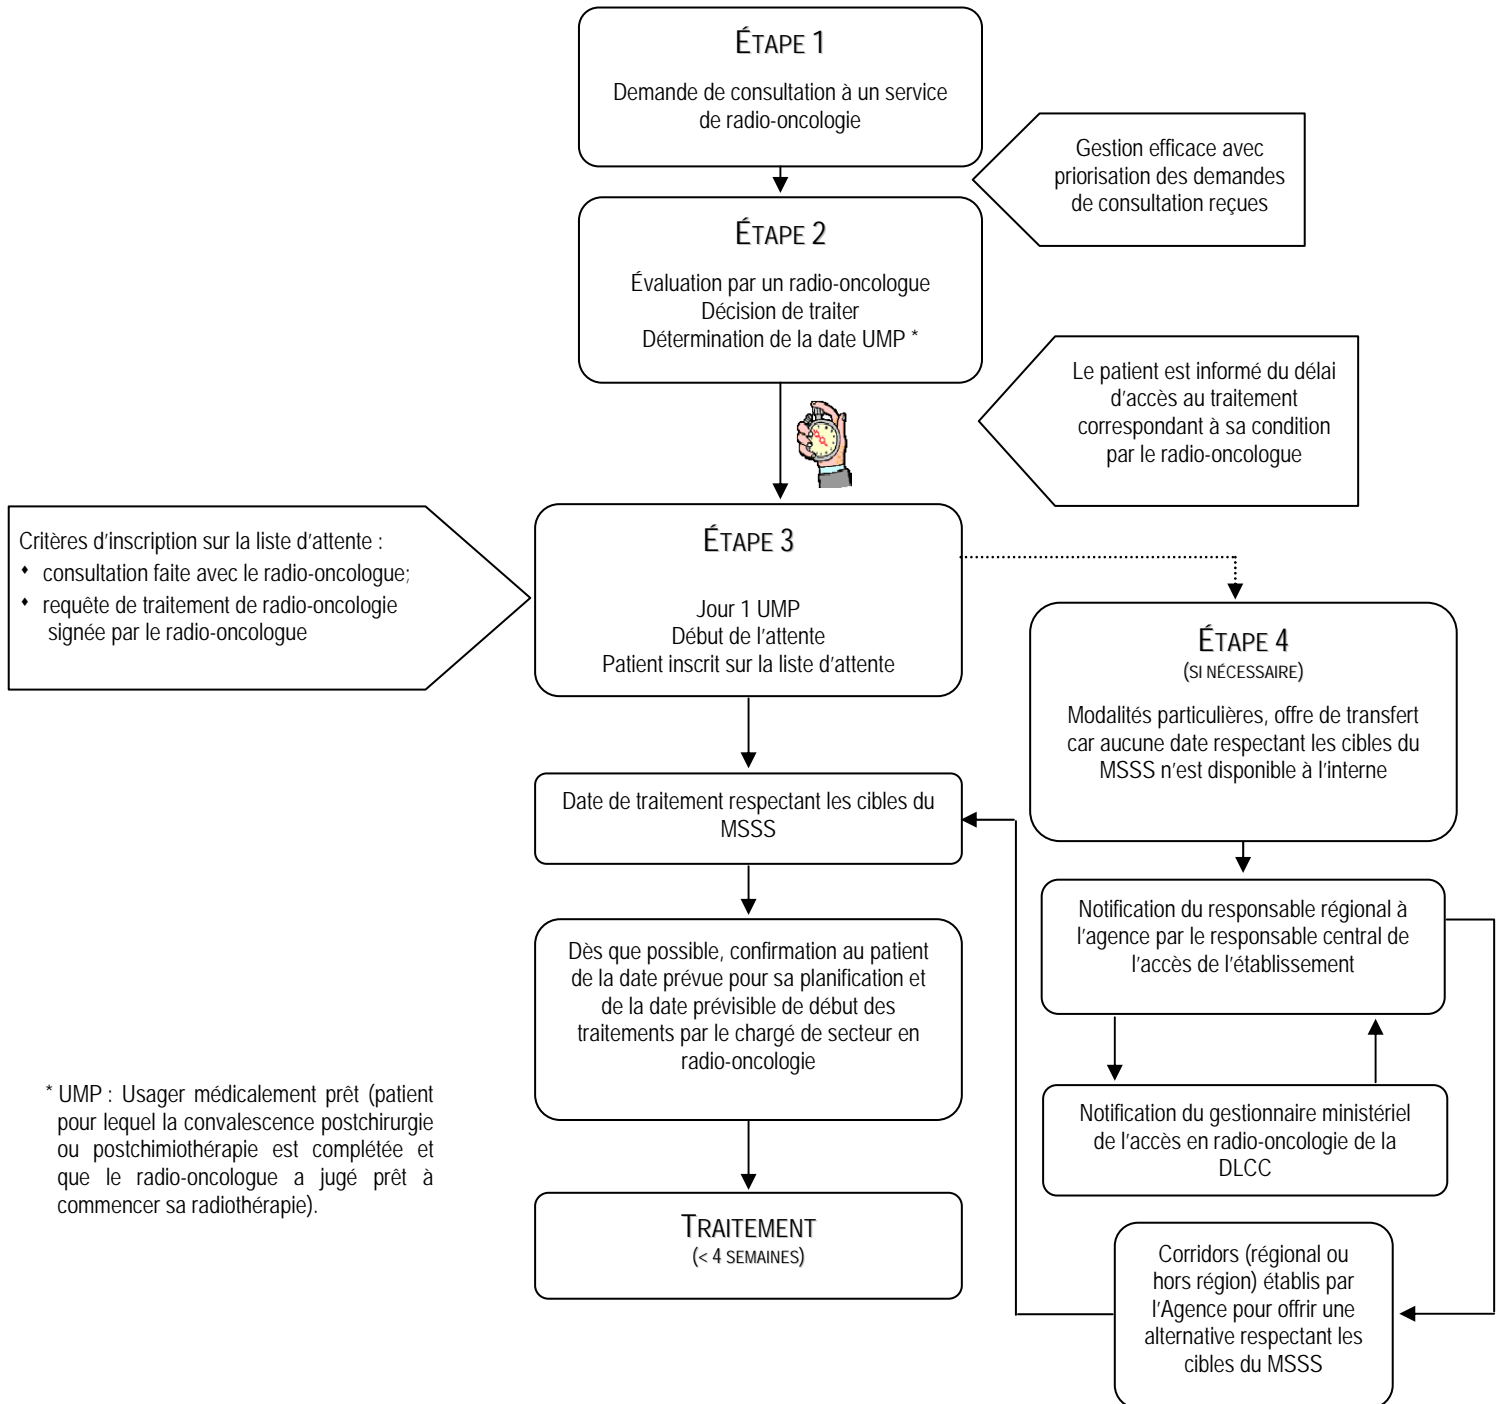 ÉTAPE 1
Demande de consultation à un service
de radio-oncologie
Gestion efficace avec
priorisation des demandes
de consultation reçues
ÉTAPE 2
Évaluation par un radio-oncologue
Décision de traiter
Détermination de la date UMP *
Le patient est informé du délai
d'accès au traitement
correspondant à sa condition
par le radio-oncologue
Critères d'inscription sur la liste d'attente :
• consultation faite avec le radio-oncologue;
• requête de traitement de radio-oncologie
signée par le radio-oncologue
ÉTAPE 3
Jour 1 UMP
Début de l'attente
Patient inscrit sur la liste d'attente
ÉTAPE 4
(SI NÉCESSAIRE)
Modalités particulières, offre de transfert
car aucune date respectant les cibles du
MSSS n'est disponible à l'interne
Date de traitement respectant les cibles du
MSSS
Notification du responsable régional à
l'agence par le responsable central de
l'accès de l'établissement
Dès que possible, confirmation au patient
de la date prévue pour sa planification et
de la date prévisible de début des
traitements par le chargé de secteur en
radio-oncologie
Notification du gestionnaire ministériel
de l'accès en radio-oncologie de la
DLCC
* UMP : Usager médicalement prêt (patient
pour lequel la convalescence postchirurgie
ou postchimiothérapie est complétée et
que le radio-oncologue a jugé prêt à
commencer sa radiothérapie).
TRAITEMENT
(< 4 SEMAINES)
Corridors (régional ou
hors région) établis par
l'Agence pour offrir une
alternative respectant les
cibles du MSSS